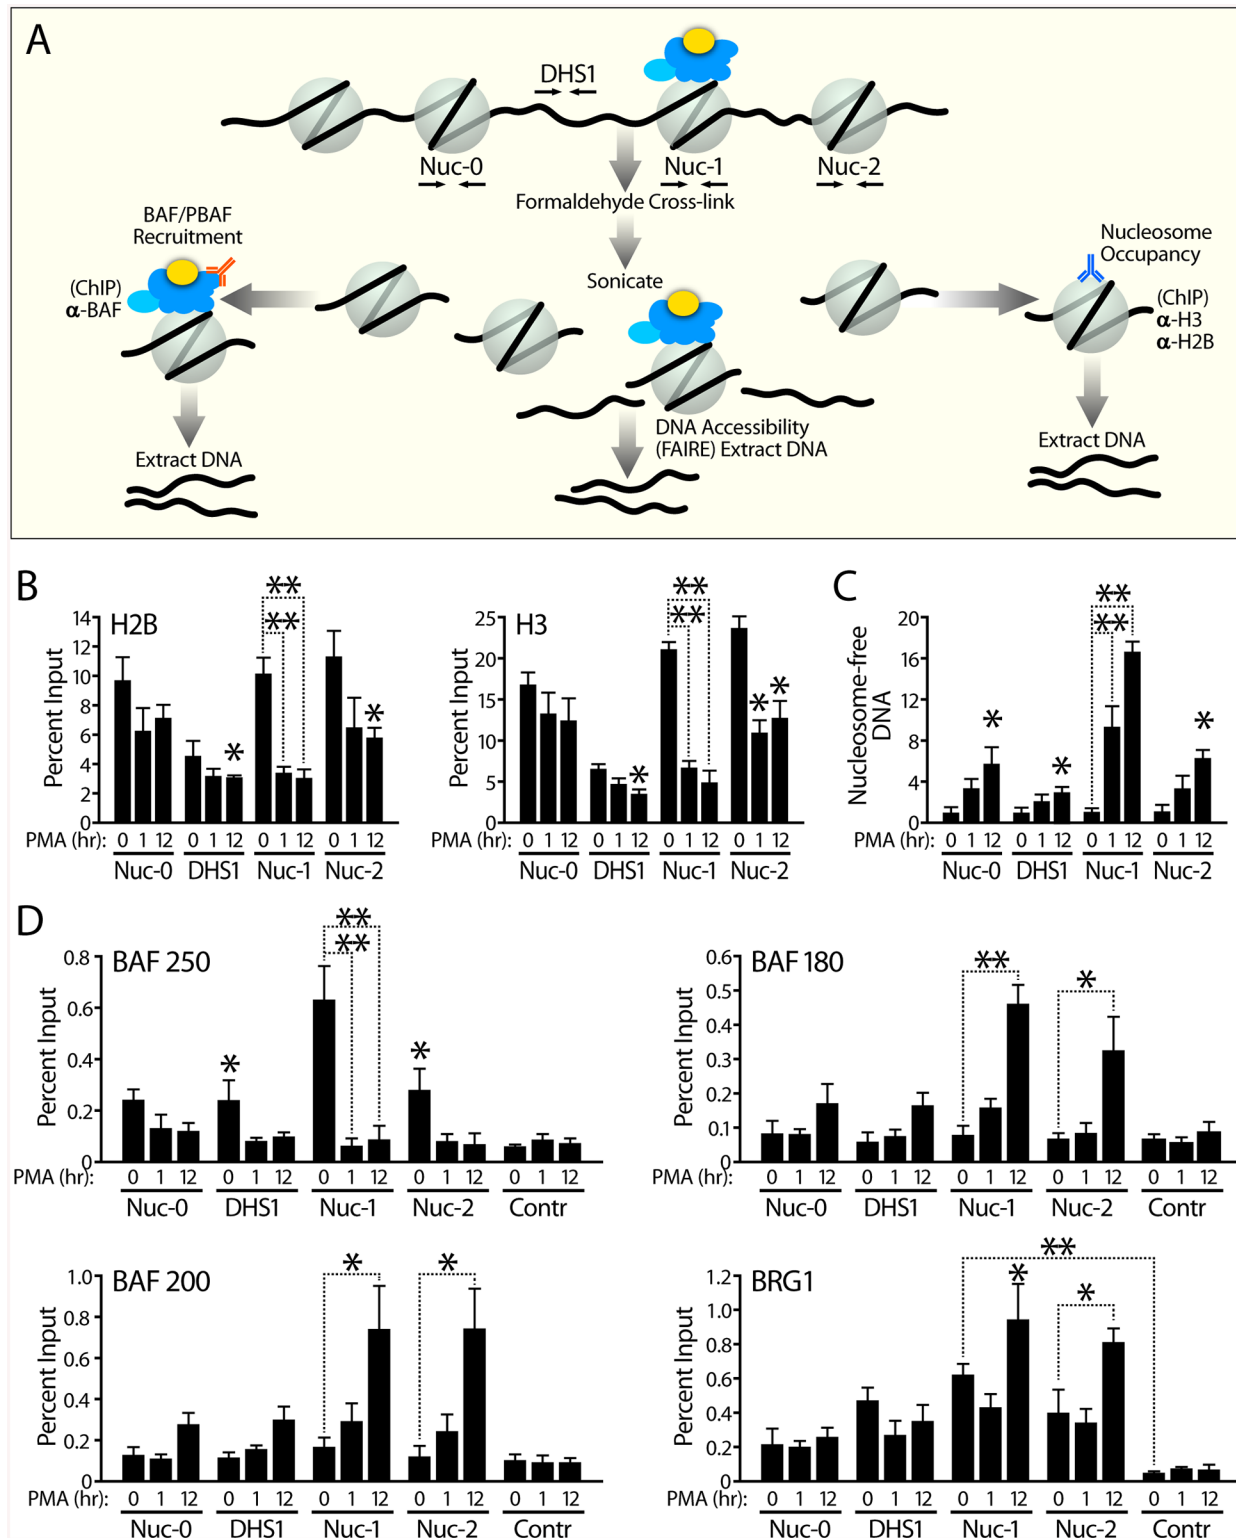 A
DHS1
Nuc-0
Nuc-1
Nuc-2
Formaldehyde Cross-link
BAF/PBAF
Recruitment
(ChIP)
α-BAF
Sonicate
Nucleosome
Occupancy
(ChIP)
α-H3
α-H2B
DNA Accessibility
(FAIRE) Extract DNA
Extract DNA
Extract DNA
B
H2B
Percent Input
14
12
10
8
6
4
2
0
** 
**
*
*
PMA (hr): 0 1 12 0 1 12 0 1 12 0 1 12
Nuc-0 DHS1 Nuc-1 Nuc-2
H3
Percent Input
25
20
15
10
5
0
**
**
*
*
*
PMA (hr): 0 1 12 0 1 12 0 1 12 0 1 12
Nuc-0 DHS1 Nuc-1 Nuc-2
C
Nucleosome-free
DNA
20
16
12
8
4
0
**
**
*
*
*
PMA (hr): 0 1 12 0 1 12 0 1 12 0 1 12
Nuc-0 DHS1 Nuc-1 Nuc-2
D
BAF 250
Percent Input
0.8
0.6
0.4
0.2
0
**
**
*
*
PMA (hr): 0 1 12 0 1 12 0 1 12 0 1 12 0 1 12
Nuc-0 DHS1 Nuc-1 Nuc-2 Contr
BAF 180
Percent Input
0.6
0.5
0.4
0.3
0.2
0.1
0
**
*
PMA (hr): 0 1 12 0 1 12 0 1 12 0 1 12 0 1 12
Nuc-0 DHS1 Nuc-1 Nuc-2 Contr
BAF 200
Percent Input
1.0
0.8
0.6
0.4
0.2
0
*
*
PMA (hr): 0 1 12 0 1 12 0 1 12 0 1 12 0 1 12
Nuc-0 DHS1 Nuc-1 Nuc-2 Contr
BRG1
Percent Input
1.2
1.0
0.8
0.6
0.4
0.2
0
**
*
*
PMA (hr): 0 1 12 0 1 12 0 1 12 0 1 12 0 1 12
Nuc-0 DHS1 Nuc-1 Nuc-2 Contr